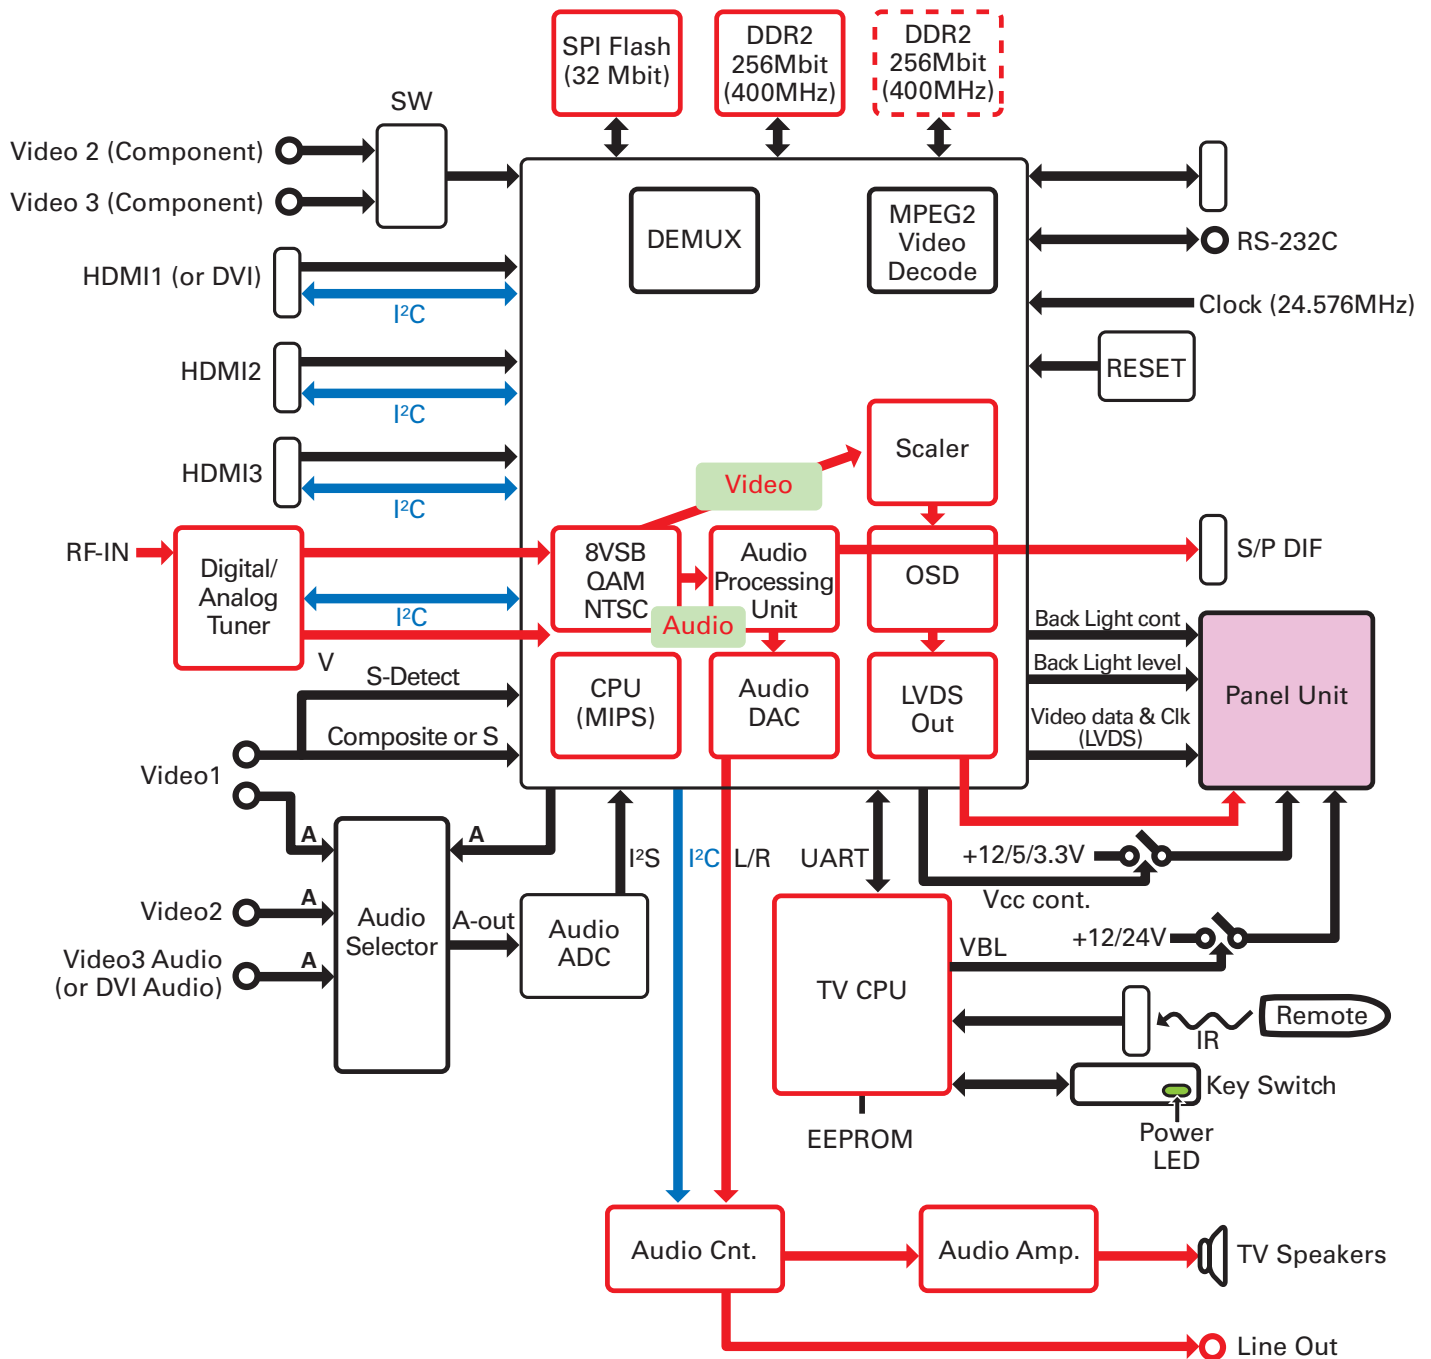 SPI Flash
(32 Mbit)
DDR2
256Mbit
(400MHz)
DDR2
256Mbit
(400MHz)
SW
Video 2 (Component)
Video 3 (Component)
DEMUX
MPEG2
Video
Decode
RS-232C
HDMI1 (or DVI)
I²C
Clock (24.576MHz)
HDMI2
I²C
RESET
HDMI3
I²C
Scaler
Video
RF-IN
Digital/
Analog
Tuner
I²C
V
8VSB
QAM
NTSC
Audio
Processing
Unit
Audio
OSD
S/P DIF
Back Light cont
Back Light level
Video data & Clk
(LVDS)
Panel Unit
S-Detect
Composite or S
CPU
(MIPS)
Audio
DAC
LVDS
Out
Video1
A
A
I²S
I²C
L/R
UART
+12/5/3.3V
Vcc cont.
Video2
A
Audio
Selector
A-out
Audio
ADC
Video3 Audio
(or DVI Audio)
A
+12/24V
VBL
TV CPU
IR
Remote
Key Switch
Power
LED
EEPROM
Audio Cnt.
Audio Amp.
TV Speakers
Line Out